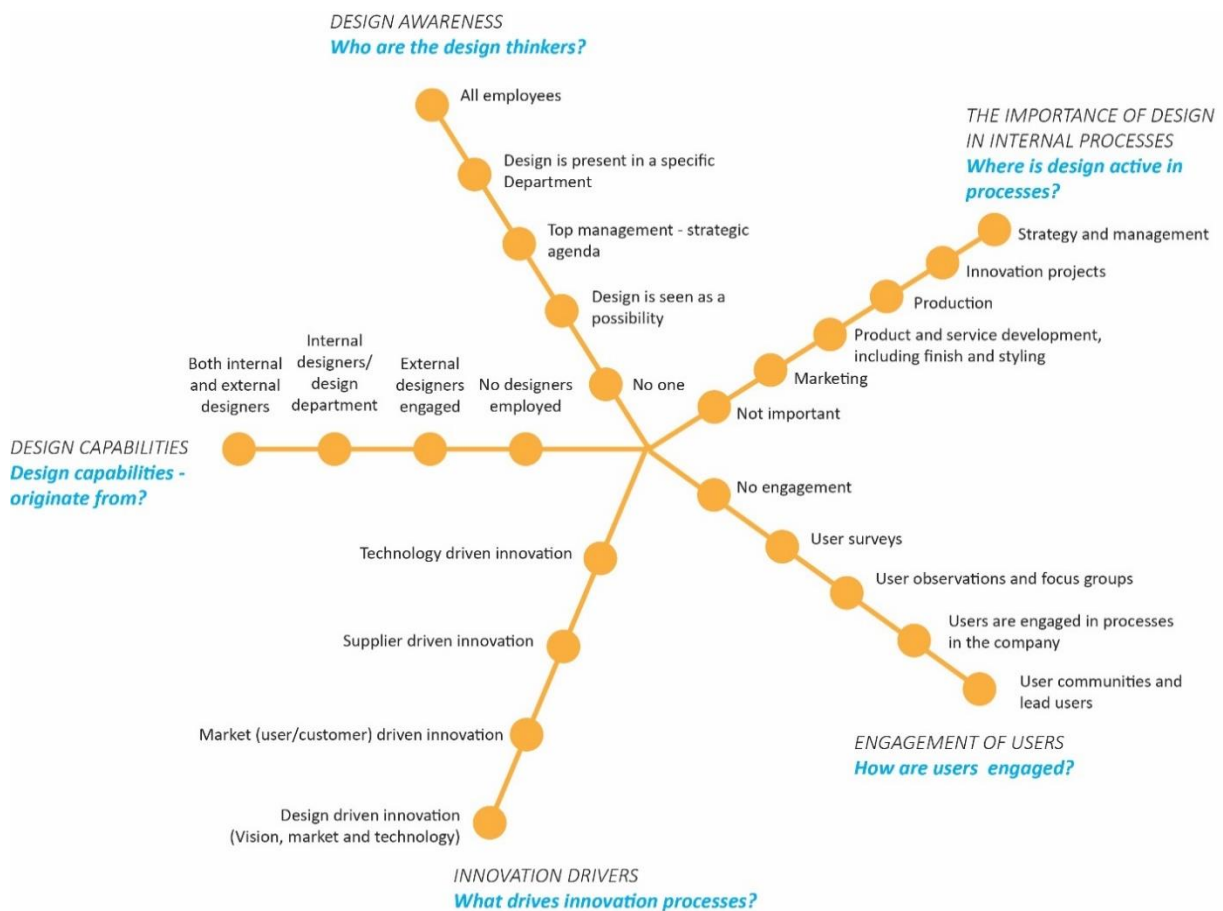 DESIGN AWARENESS
Who are the design thinkers?
All employees
Design is present in a specific
Department
Top management - strategic
agenda
Design is seen as a
possibility
No one
THE IMPORTANCE OF DESIGN
IN INTERNAL PROCESSES
Where is design active in
processes?
Strategy and management
Innovation projects
Production
Product and service development,
including finish and styling
Marketing
Not important
Both internal
and external
designers
Internal
designers/
design
department
External
designers
engaged
No designers
employed
DESIGN CAPABILITIES
Design capabilities -
originate from?
No engagement
User surveys
User observations and focus groups
Users are engaged in processes
in the company
User communities and
lead users
ENGAGEMENT OF USERS
How are users engaged?
Technology driven innovation
Supplier driven innovation
Market (user/customer) driven innovation
Design driven innovation
(Vision, market and technology)
INNOVATION DRIVERS
What drives innovation processes?